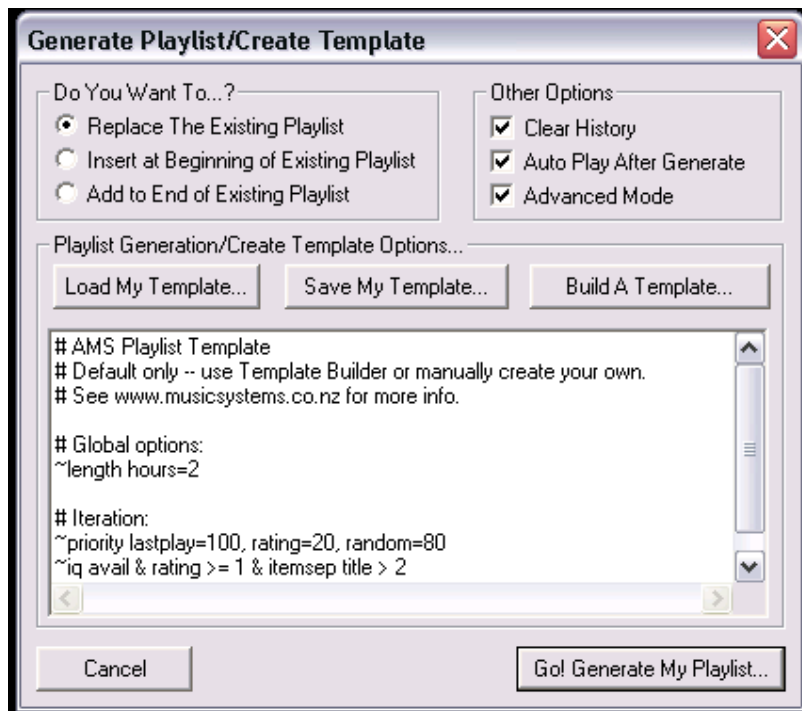 Generate Playlist/Create Template
Do You Want To...?
Replace The Existing Playlist
Insert at Beginning of Existing Playlist
Add to End of Existing Playlist
Other Options
Clear History
Auto Play After Generate
Advanced Mode
Playlist Generation/Create Template Options...
Load My Template...
Save My Template...
Build A Template...
# AMS Playlist Template
# Default only -- use Template Builder or manually create your own.
# See www.musicsystems.co.nz for more info.
# Global options:
~length hours=2
# Iteration:
~priority lastplay=100, rating=20, random=80
~iq avail & rating >= 1 & itemsep title > 2
Cancel
Go! Generate My Playlist...